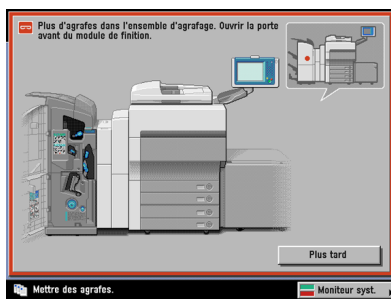 Plus d'agrafes dans l'ensemble d'agrafage. Ouvrir la porte
avant du module de finition.
Plus tard
Mettre des agrafes.
Moniteur syst.